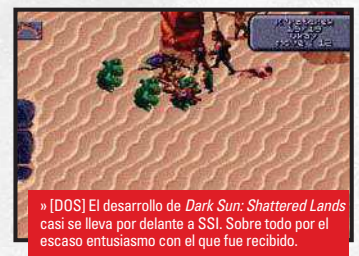 » [DOS] El desarrollo de Dark Sun: Shattered Lands
casi se lleva por delante a SSI. Sobre todo por el
escaso entusiasmo con el que fue recibido.